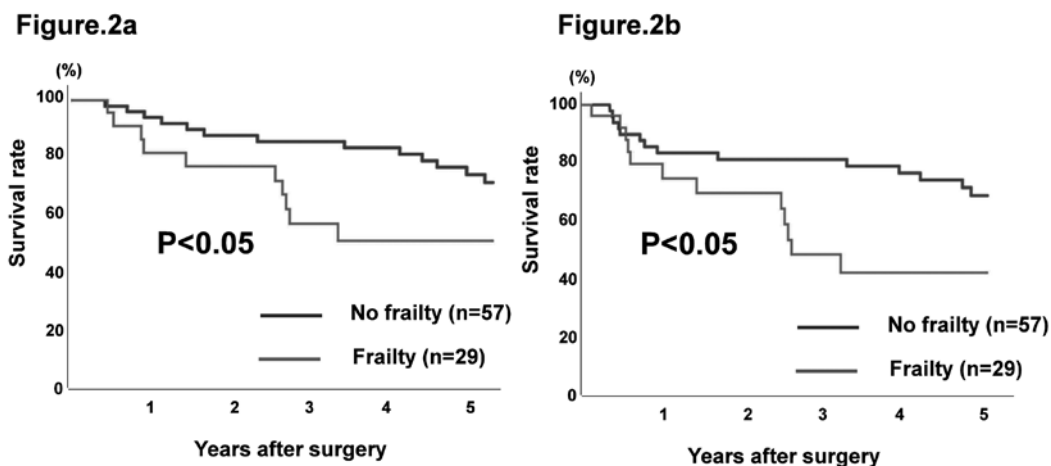 Figure.2a
(%)
100
80
60
40
20
0
Survival rate
P<0.05
No frailty (n=57)
Frailty (n=29)
1 2 3 4 5
Years after surgery
Figure.2b
(%)
100
80
60
40
20
0
Survival rate
P<0.05
No frailty (n=57)
Frailty (n=29)
1 2 3 4 5
Years after surgery